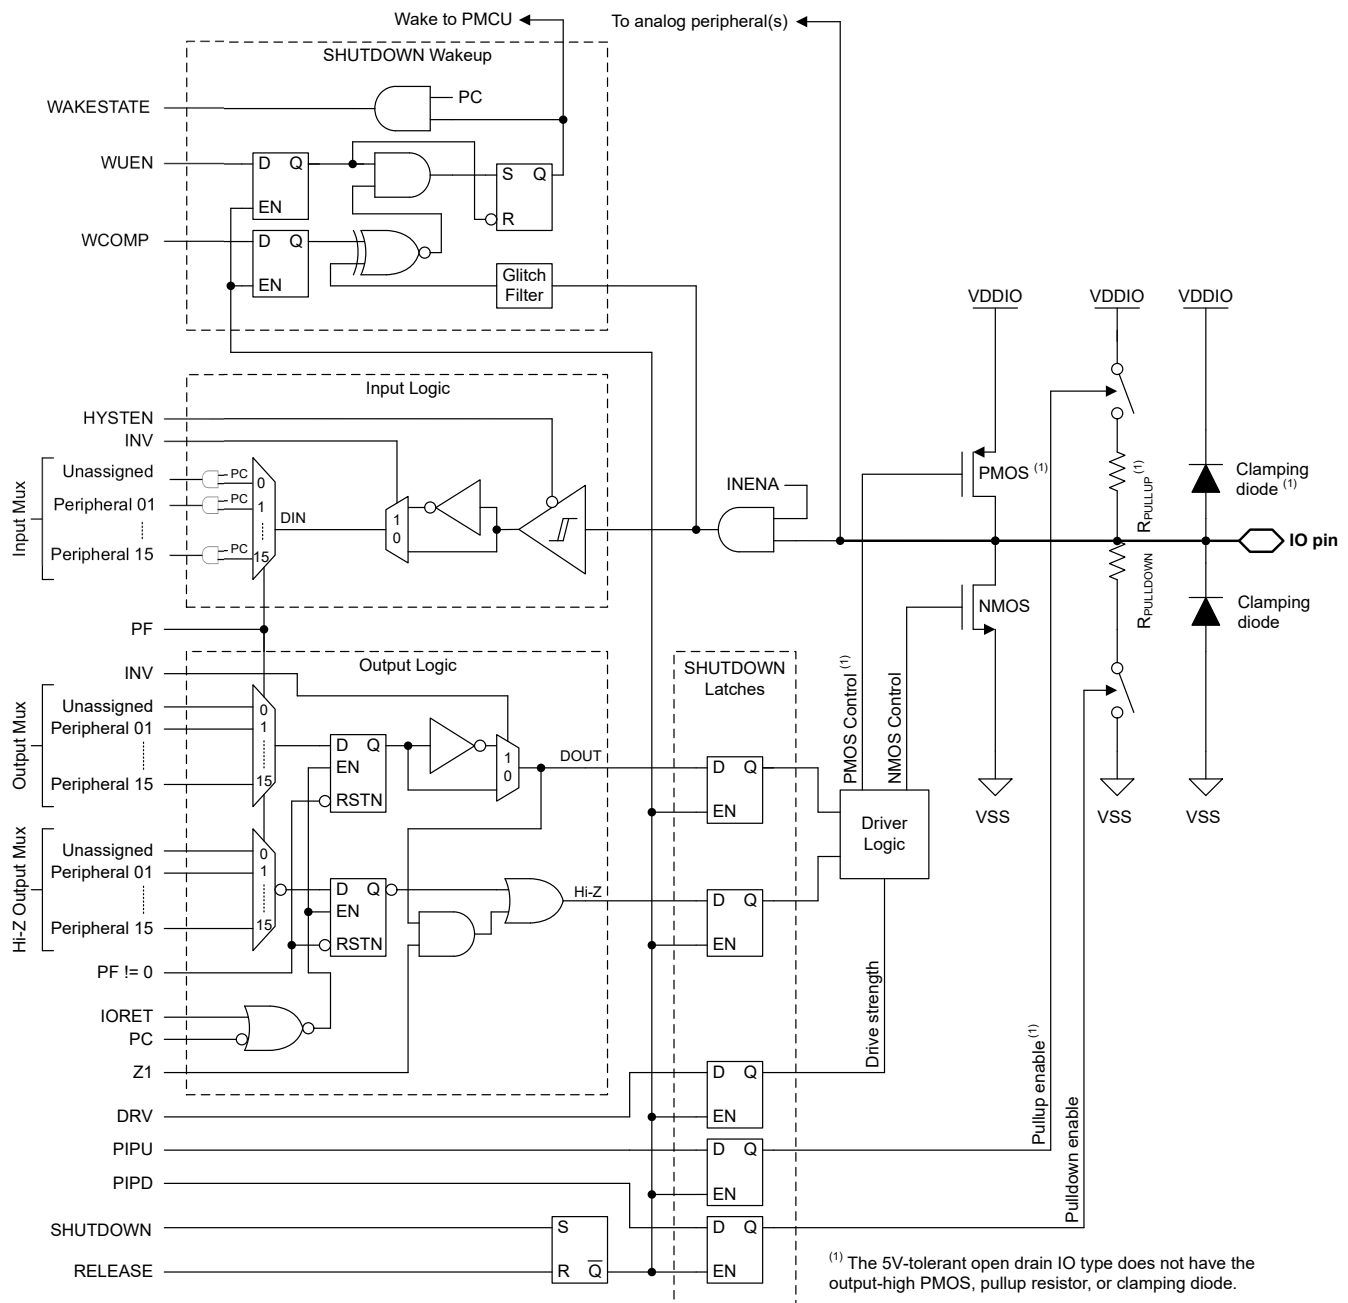 Wake to PMCU
To analog peripheral(s)
SHUTDOWN Wakeup
WAKESTATE
PC
WUEN
D Q
EN
S Q
R
WCOMP
D Q
EN
Glitch
Filter
VDDIO
VDDIO
VDDIO
Input Logic
HYSTEN
INV
Input Mux
Unassigned
PC
0
Peripheral 01
PC
1
Peripheral 15
PC
15
DIN
1
0
INENA
PMOS (1)
RPULLUP (1)
Clamping
diode (1)
IO pin
RPULLDOWN
NMOS
Clamping
diode
PF
Output Logic
INV
Output Mux
Unassigned
0
Peripheral 01
1
Peripheral 15
15
D Q
EN
RSTN
1
0
DOUT
SHUTDOWN
Latches
D Q
EN
PMOS Control (1)
NMOS Control
Driver
Logic
VSS
VSS
VSS
Hi-Z Output Mux
Unassigned
0
Peripheral 01
1
Peripheral 15
15
D Q
EN
RSTN
Hi-Z
D Q
EN
PF != 0
IORET
PC
Z1
Drive strength
D Q
EN
DRV
PIPU
D Q
EN
Pullup enable (1)
PIPD
Pulldown enable
SHUTDOWN
S
D Q
RELEASE
R Q̅
EN
(1) The 5V-tolerant open drain IO type does not have the
output-high PMOS, pullup resistor, or clamping diode.